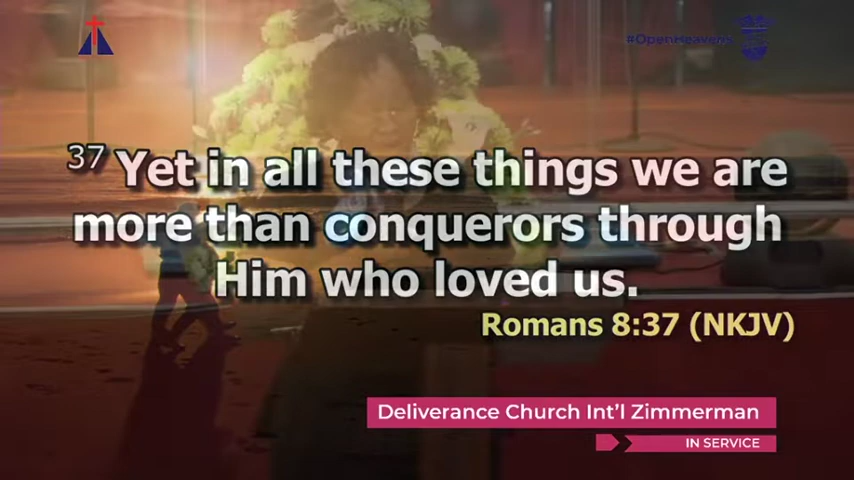 #OpenHeavens
37 Yet in all these things we are
more than conquerors through
Him who loved us.
Romans 8:37 (NKJV)
Deliverance Church Int'l Zimmerman
IN SERVICE